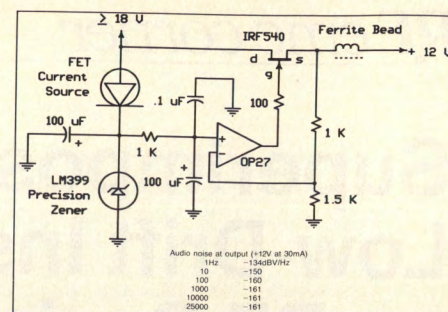 ≥ 18 V
IRF540
Ferrite Bead
d
s
g
+ 12 V
FET
Current
Source
.1 uF
100
100 uF
+
1 K
+
-
OP27
1 K
+
100 uF
LM399
Precision
Zener
1.5 K
Audio noise at output (+12V at 30mA)
1Hz −134dBV/Hz
10 −150
100 −160
1000 −161
10000 −161
25000 −161